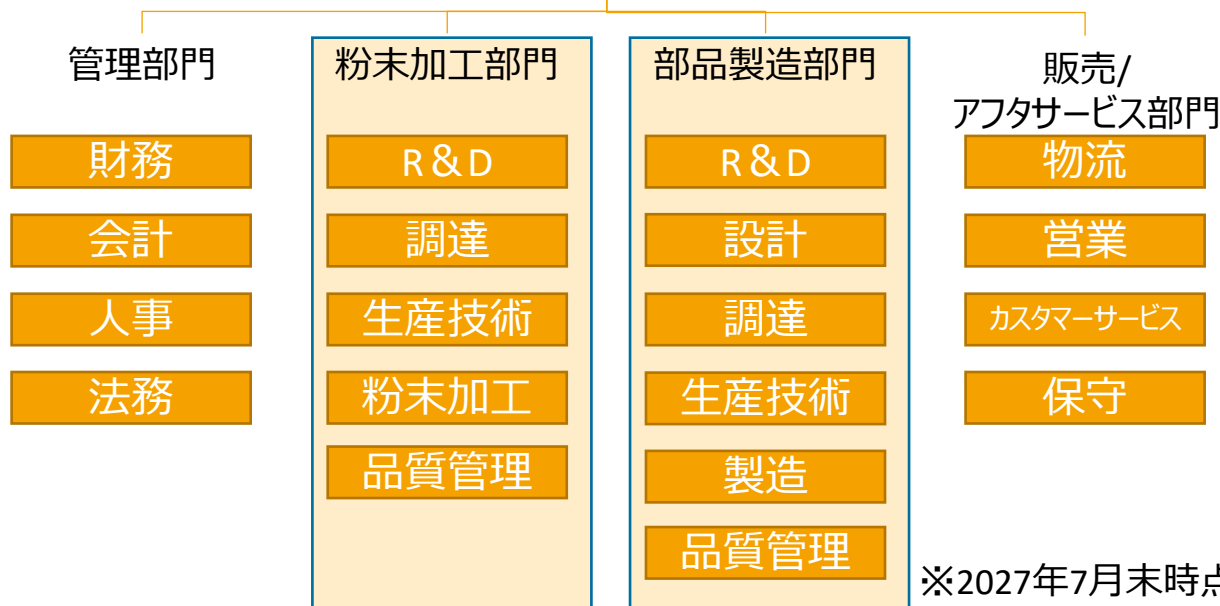 管理部門
財務
会計
人事
法務
粉末加工部門
R＆D
調達
生産技術
粉末加工
品質管理
部品製造部門
R＆D
設計
調達
生産技術
製造
品質管理
販売/
アフタサービス部門
物流
営業
カスタマーサービス
保守
※2027年7月末時点